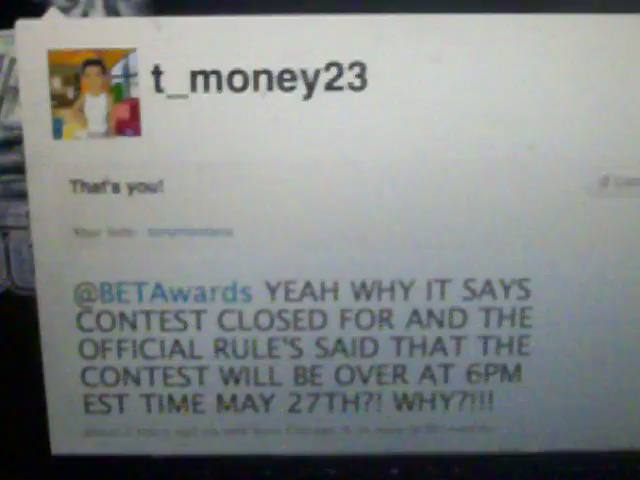 t_money23
That's you!
@BETAwards YEAH WHY IT SAYS
CONTEST CLOSED FOR AND THE
OFFICIAL RULE'S SAID THAT THE
CONTEST WILL BE OVER AT 6PM
EST TIME MAY 27TH?! WHY?!!!